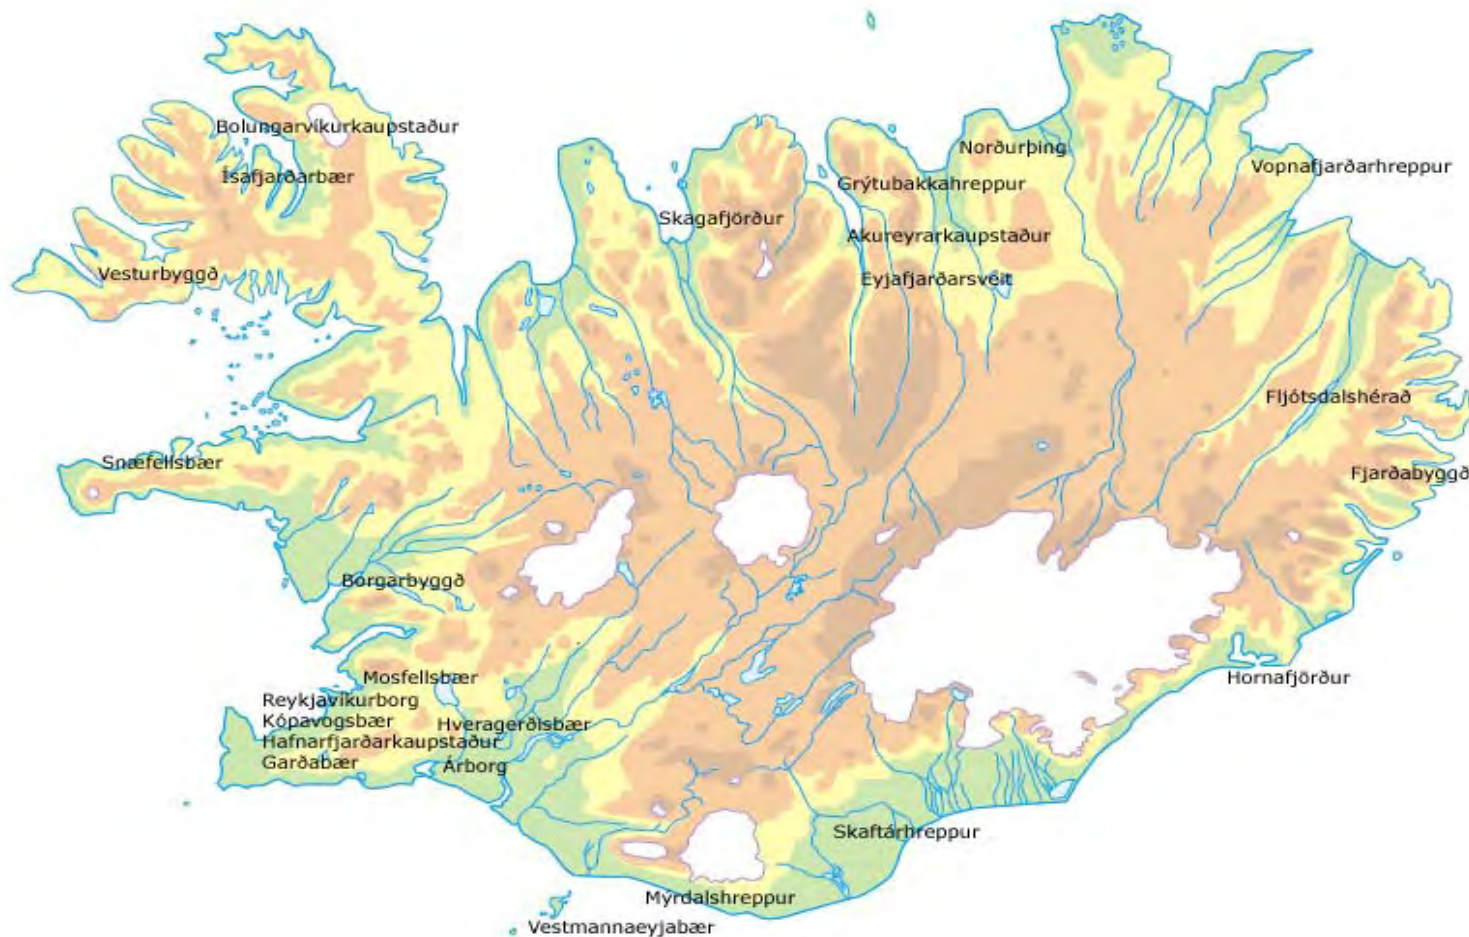 Bolungarvíkurkaupstaður
Norðurþing
Vopnafjarðarhreppur
Ísafjarðarbær
Grýtubakkahreppur
Skagafjörður
Akureyrarkaupstaður
Vesturbyggð
Eyjafjarðarsveit
Fljótsdalshérað
Snæfellsbær
Fjarðabyggð
Borgarbyggð
Mosfellsbær
Hornafjörður
Reykjavíkurborg
Kópavogsbær
Hveragerðisbær
Hafnarfjarðarkaupstaður
Garðabær
Árborg
Skaftárhreppur
Mýrdalshreppur
Vestmannaeyjabær